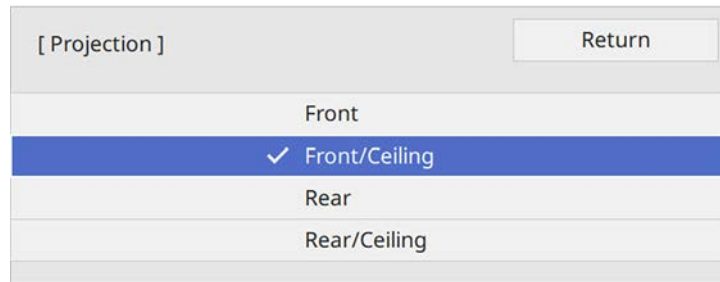 [ Projection ]
Return
Front
Front/Ceiling
Rear
Rear/Ceiling